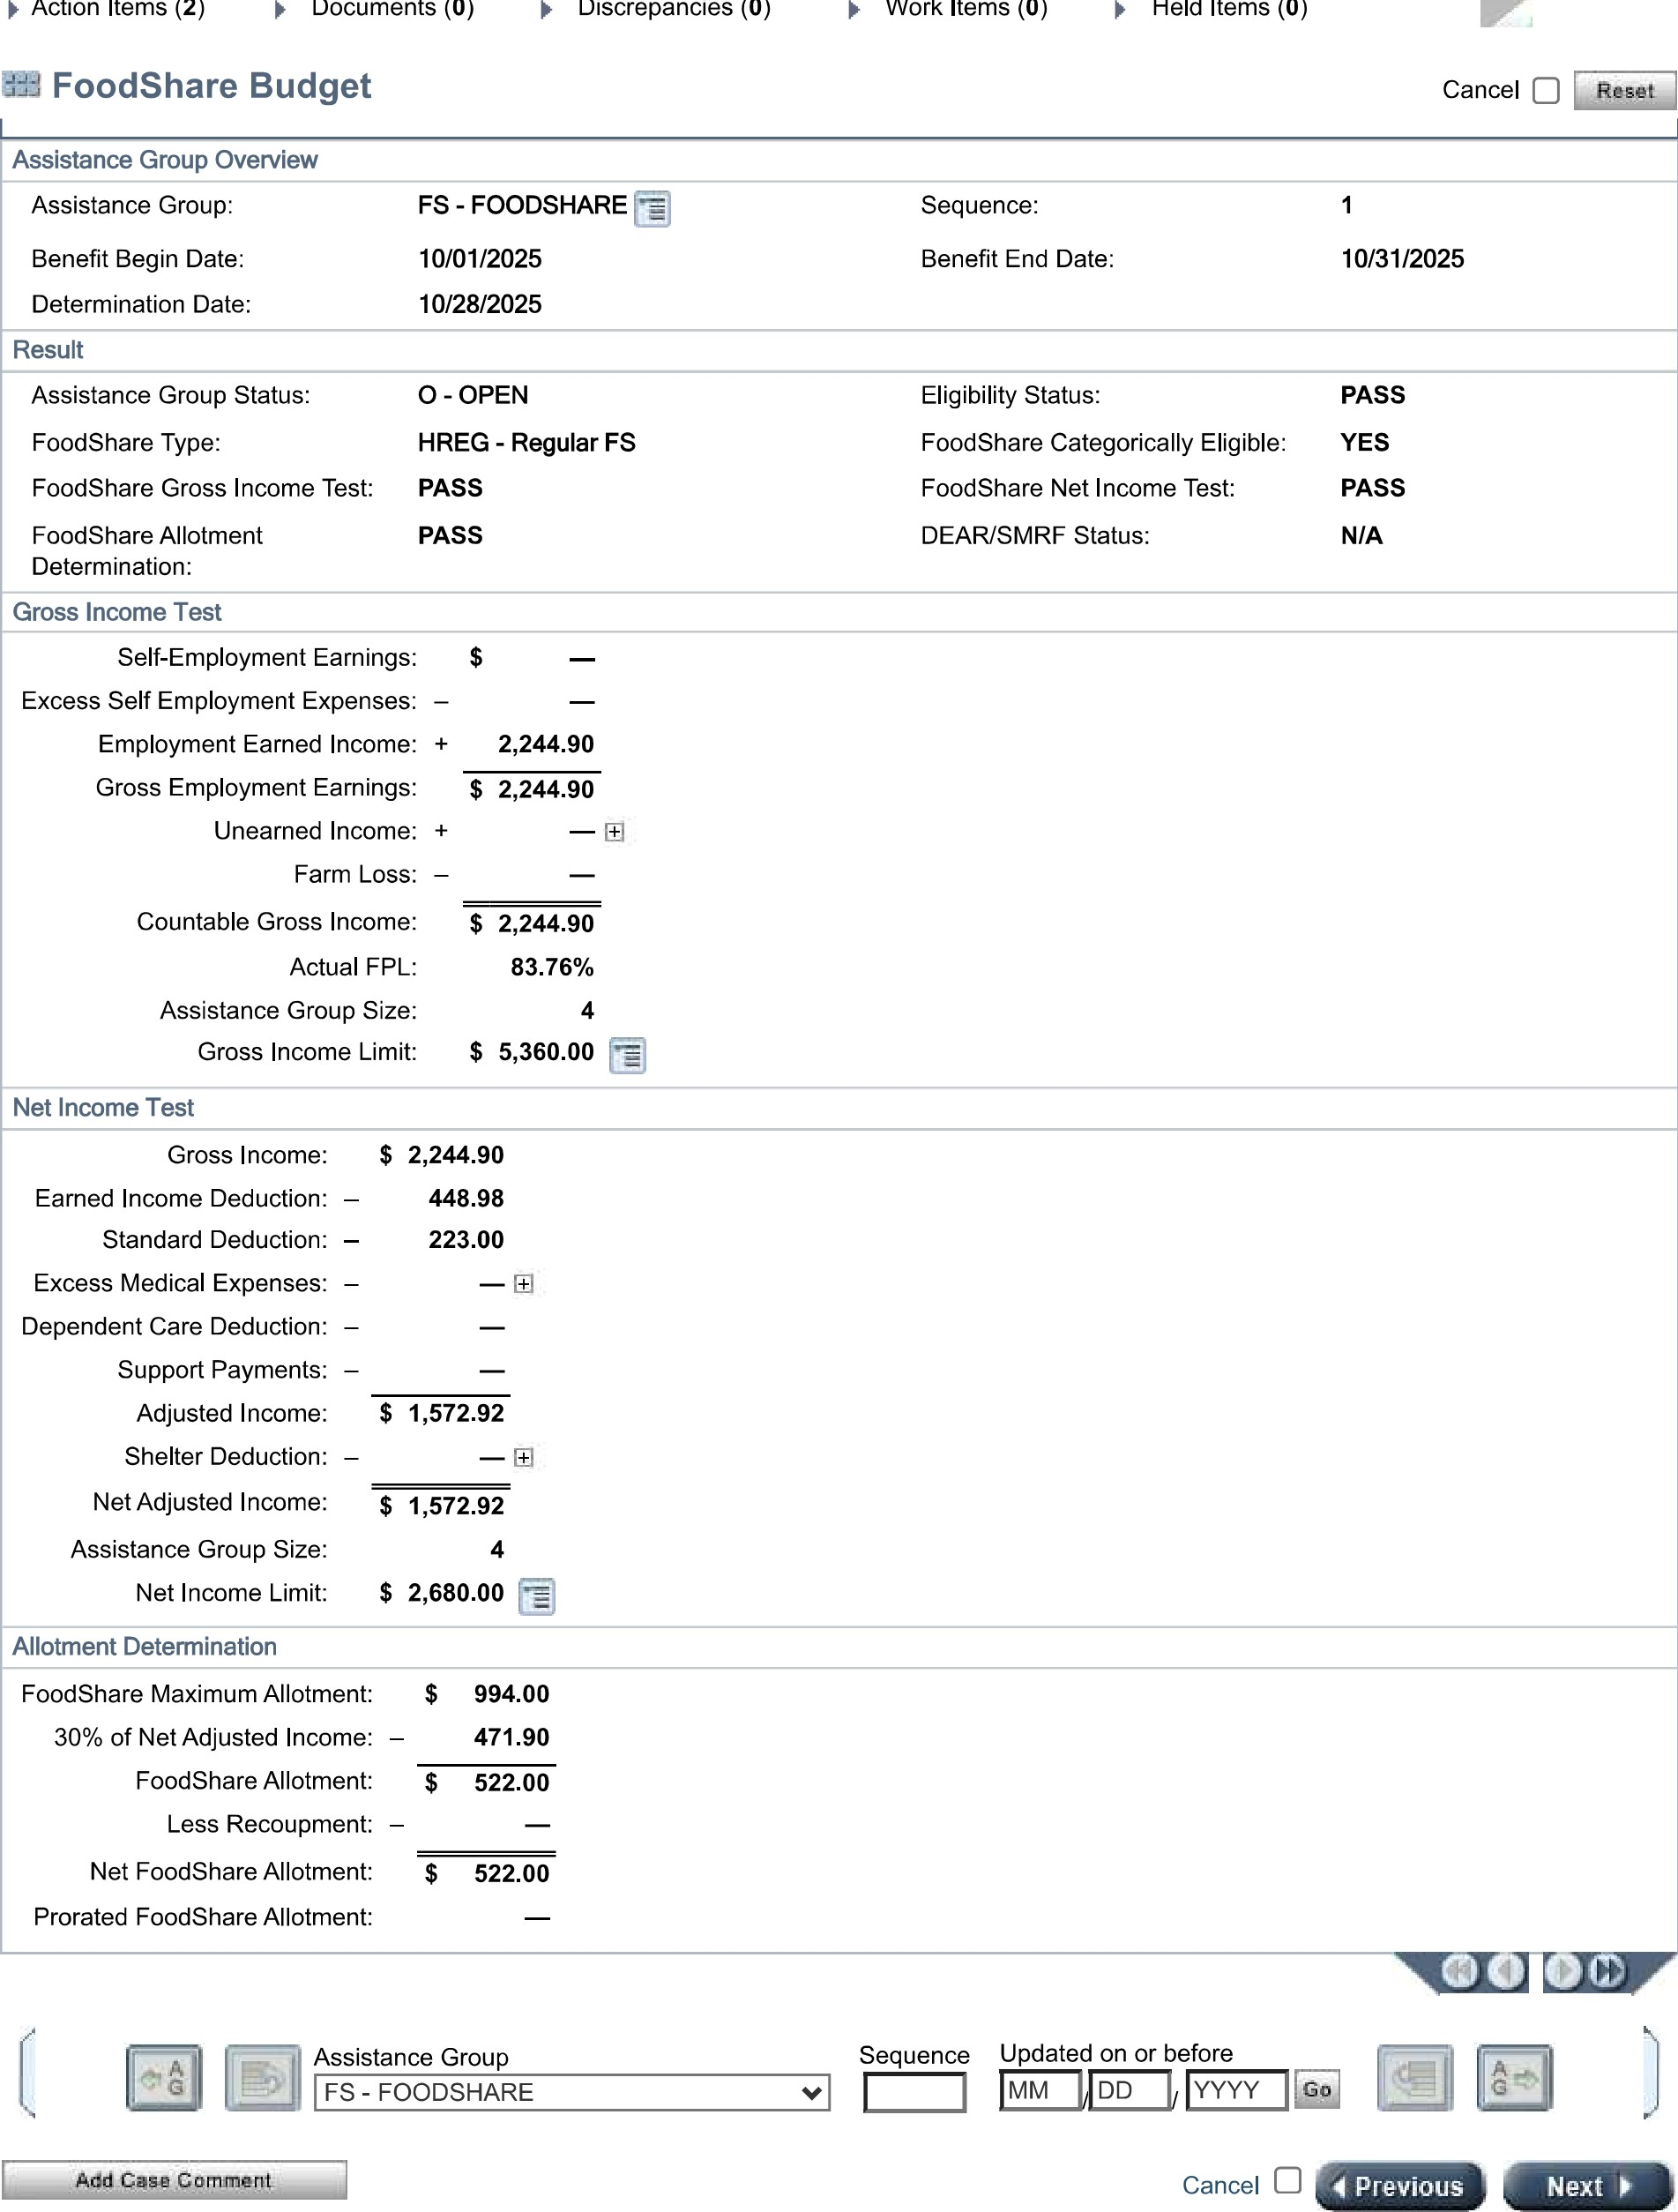 Action Items (2) Documents (0) Discrepancies (0) Work Items (0) Held Items (0)
FoodShare Budget Cancel Reset
Assistance Group Overview
Assistance Group: FS - FOODSHARE Sequence: 1
Benefit Begin Date: 10/01/2025 Benefit End Date: 10/31/2025
Determination Date: 10/28/2025
Result
Assistance Group Status: O - OPEN Eligibility Status: PASS
FoodShare Type: HREG - Regular FS FoodShare Categorically Eligible: YES
FoodShare Gross Income Test: PASS FoodShare Net Income Test: PASS
FoodShare Allotment PASS DEAR/SMRF Status: N/A
Determination:
Gross Income Test
Self-Employment Earnings: $ —
Excess Self Employment Expenses: – —
Employment Earned Income: + 2,244.90
Gross Employment Earnings: $ 2,244.90
Unearned Income: + —
Farm Loss: – —
Countable Gross Income: $ 2,244.90
Actual FPL: 83.76%
Assistance Group Size: 4
Gross Income Limit: $ 5,360.00
Net Income Test
Gross Income: $ 2,244.90
Earned Income Deduction: – 448.98
Standard Deduction: – 223.00
Excess Medical Expenses: – —
Dependent Care Deduction: – —
Support Payments: – —
Adjusted Income: $ 1,572.92
Shelter Deduction: – —
Net Adjusted Income: $ 1,572.92
Assistance Group Size: 4
Net Income Limit: $ 2,680.00
Allotment Determination
FoodShare Maximum Allotment: $ 994.00
30% of Net Adjusted Income: – 471.90
FoodShare Allotment: $ 522.00
Less Recoupment: – —
Net FoodShare Allotment: $ 522.00
Prorated FoodShare Allotment: —
Assistance Group Sequence Updated on or before
AG FS - FOODSHARE MM / DD / YYYY Go AG
Add Case Comment Cancel Previous Next